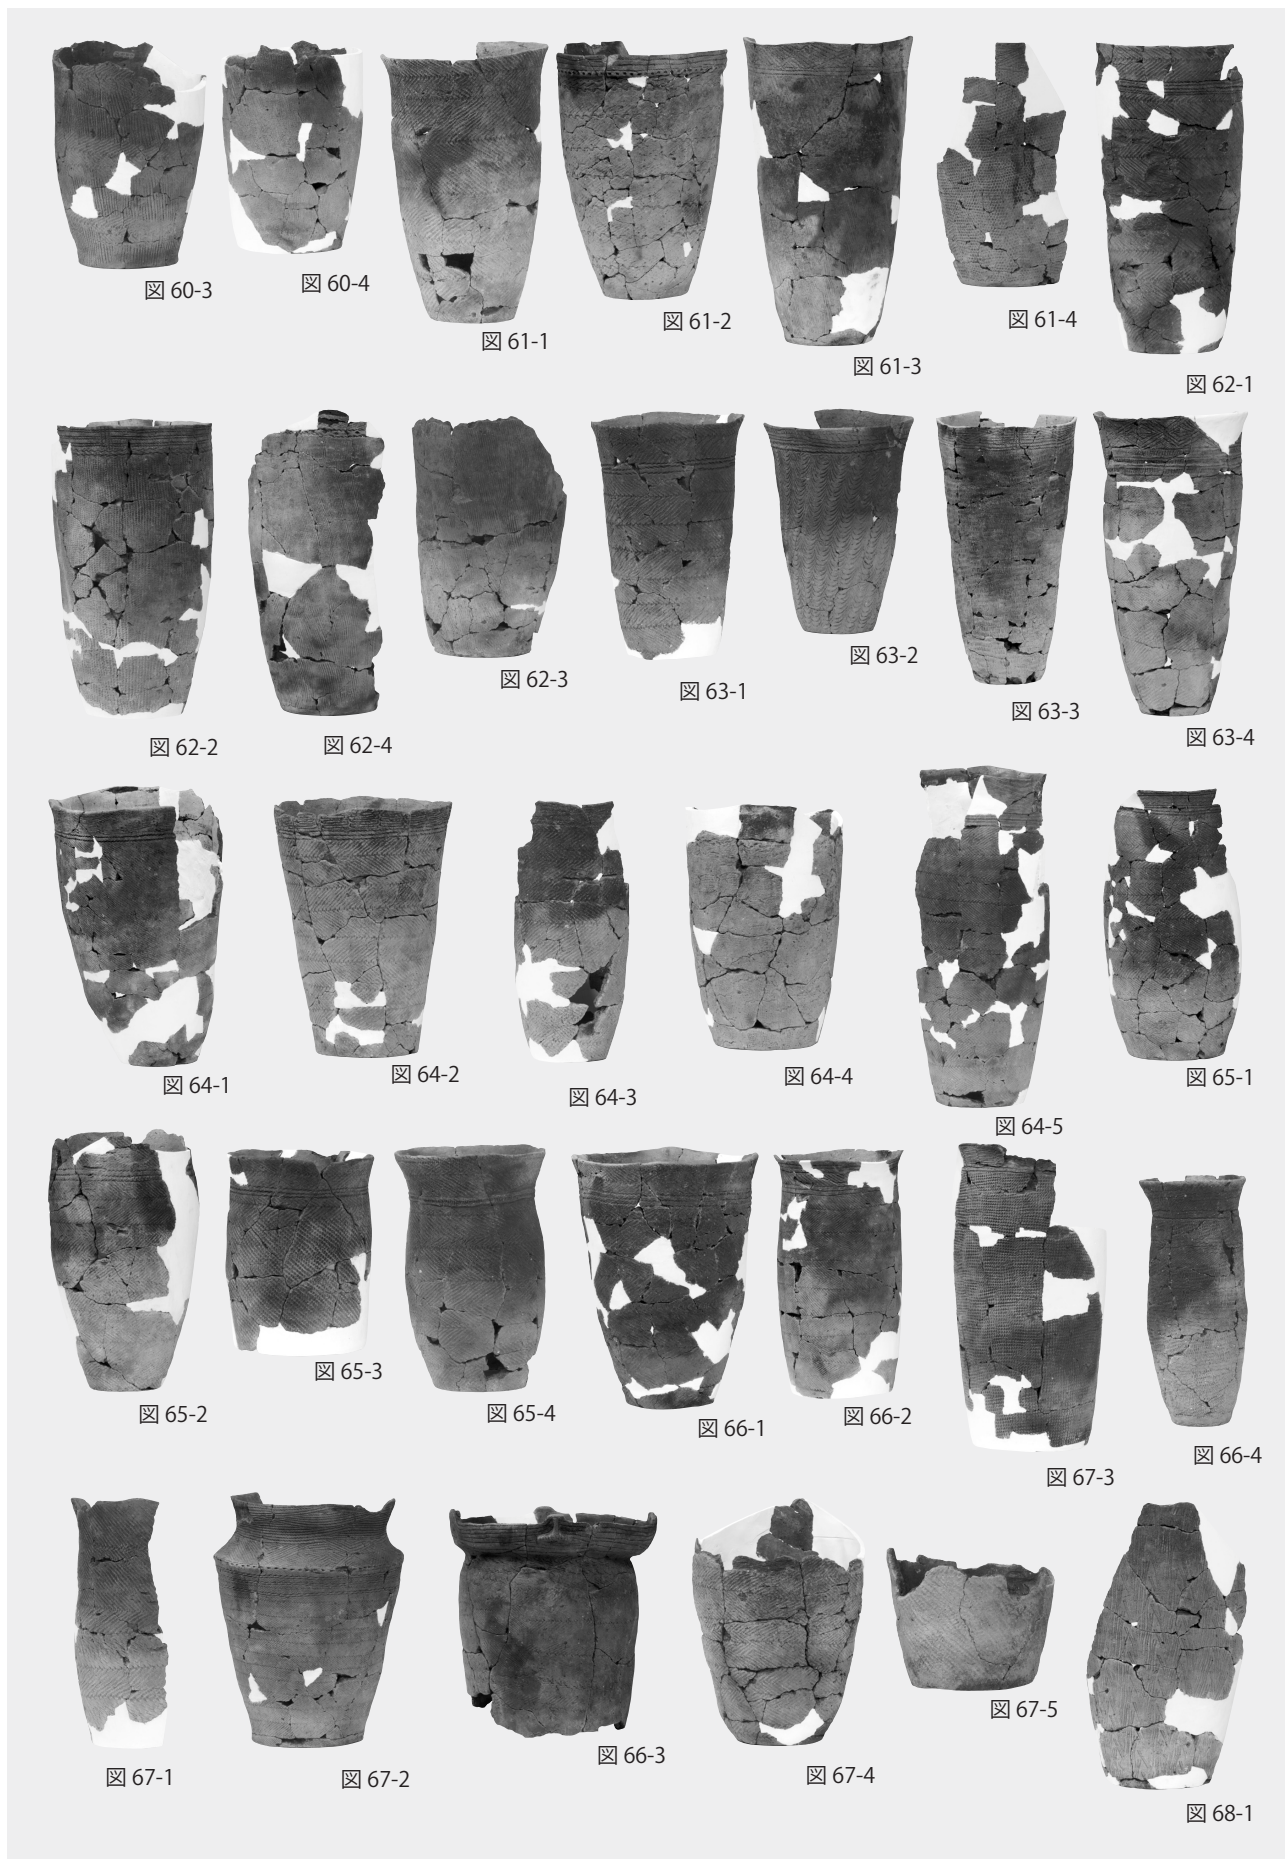 図 60-3
図 60-4
図 61-1
図 61-2
図 61-3
図 61-4
図 62-1
図 62-2
図 62-4
図 62-3
図 63-1
図 63-2
図 63-3
図 63-4
図 64-1
図 64-2
図 64-3
図 64-4
図 64-5
図 65-1
図 65-2
図 65-3
図 65-4
図 66-1
図 66-2
図 67-3
図 66-4
図 67-1
図 67-2
図 66-3
図 67-4
図 67-5
図 68-1